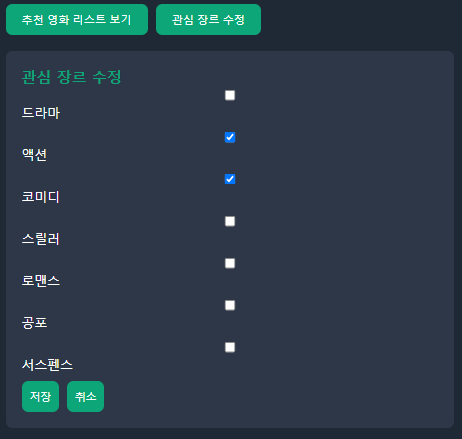 추천 영화 리스트 보기 관심 장르 수정
관심 장르 수정
드라마
액션
코미디
스릴러
로맨스
공포
서스펜스
저장 취소